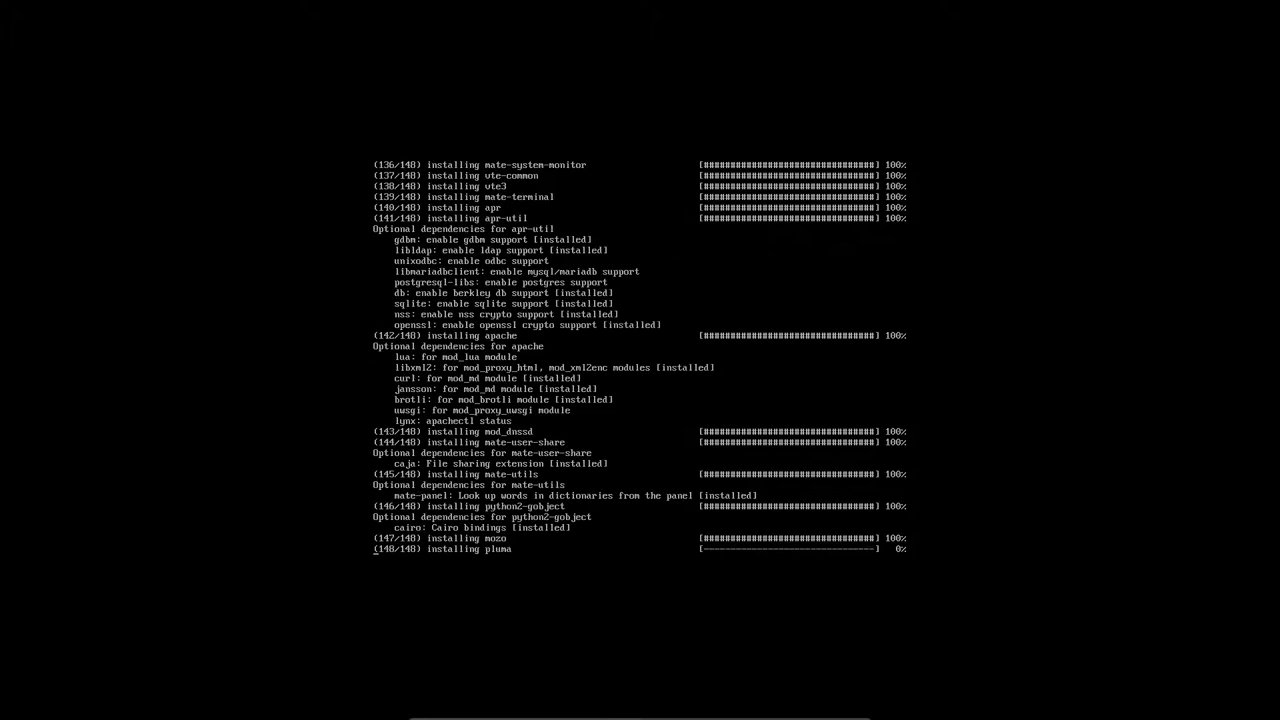 (136/148) installing mate-system-monitor [################################] 100%
(137/148) installing vte-common [################################] 100%
(138/148) installing vte3 [################################] 100%
(139/148) installing mate-terminal [################################] 100%
(140/148) installing apr [################################] 100%
(141/148) installing apr-util [################################] 100%
Optional dependencies for apr-util
gdbm: enable gdbm support [installed]
libldap: enable ldap support [installed]
unixodbc: enable odbc support
libmariadbclient: enable mysql/mariadb support
postgresql-libs: enable postgres support
db: enable berkley db support [installed]
sqlite: enable sqlite support [installed]
nss: enable nss crypto support [installed]
openssl: enable openssl crypto support [installed]
(142/148) installing apache [################################] 100%
Optional dependencies for apache
lua: for mod_lua module
libxml2: for mod_proxy_html, mod_xml2enc modules [installed]
curl: for mod_md module [installed]
jansson: for mod_md module [installed]
brotli: for mod_brotli module [installed]
uwsgi: for mod_proxy_uwsgi module
lynx: apachectl status
(143/148) installing mod_dnssd [################################] 100%
(144/148) installing mate-user-share [################################] 100%
Optional dependencies for mate-user-share
caja: File sharing extension [installed]
(145/148) installing mate-utils [################################] 100%
Optional dependencies for mate-utils
mate-panel: Look up words in dictionaries from the panel [installed]
(146/148) installing python2-gobject [################################] 100%
Optional dependencies for python2-gobject
cairo: Cairo bindings [installed]
(147/148) installing mozo [################################] 100%
(148/148) installing pluma [--------------------------------] 0%